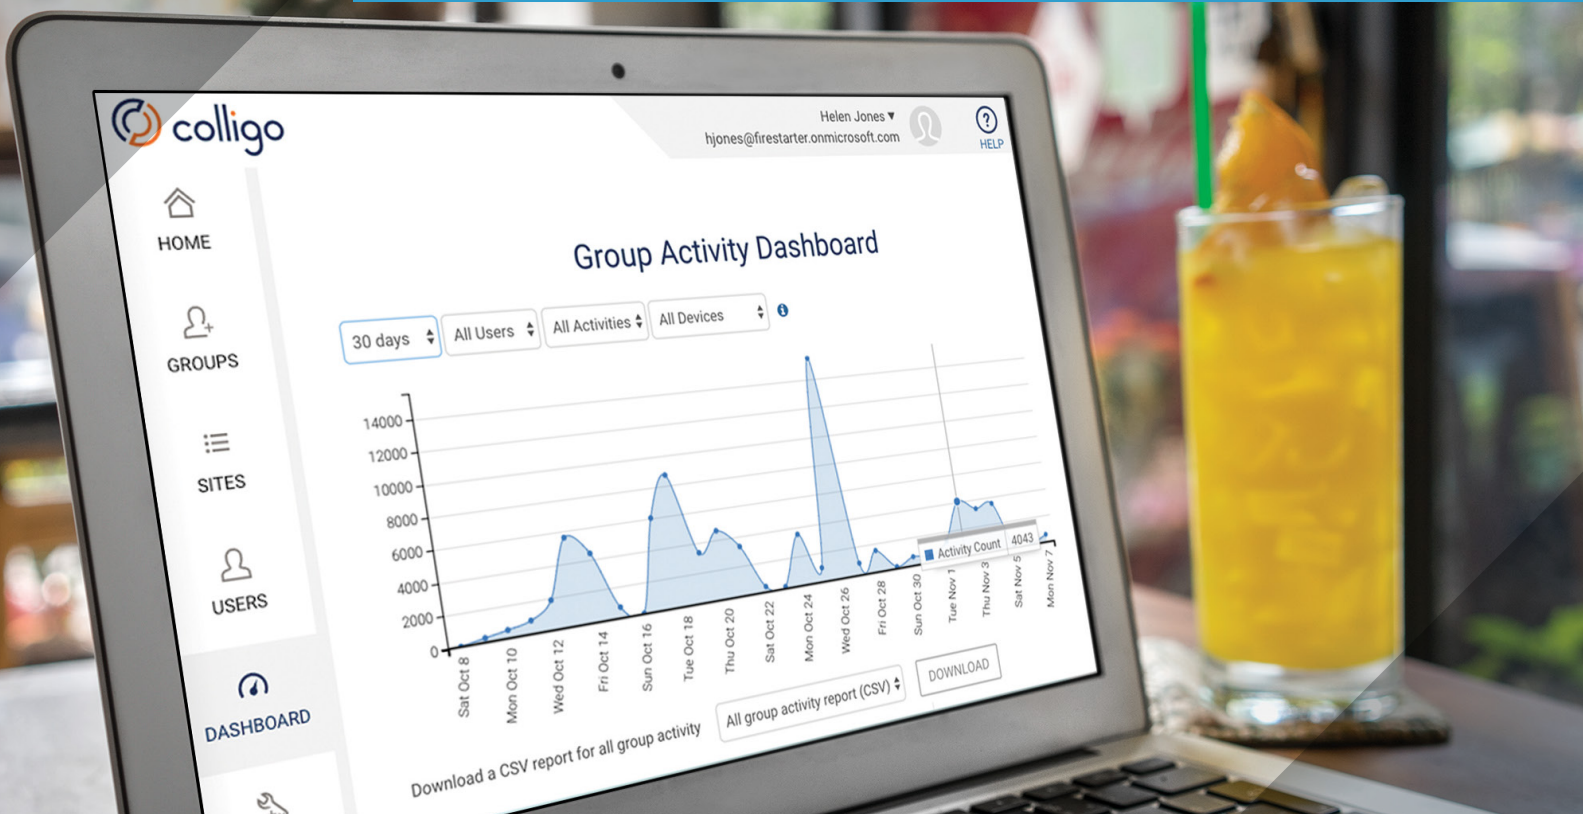 colligo
Helen Jones ▾
hjones@firestarter.onmicrosoft.com
HELP
HOME
GROUPS
SITES
USERS
DASHBOARD
Group Activity Dashboard
30 days
All Users
All Activities
All Devices
14000
12000
10000
8000
6000
4000
2000
0
Sat Oct 8
Mon Oct 10
Wed Oct 12
Fri Oct 14
Sun Oct 16
Tue Oct 18
Thu Oct 20
Sat Oct 22
Mon Oct 24
Wed Oct 26
Fri Oct 28
Sun Oct 30
Tue Nov 1
Thu Nov 3
Sat Nov 5
Mon Nov 7
Activity Count 4043
Download a CSV report for all group activity
All group activity report (CSV)
DOWNLOAD